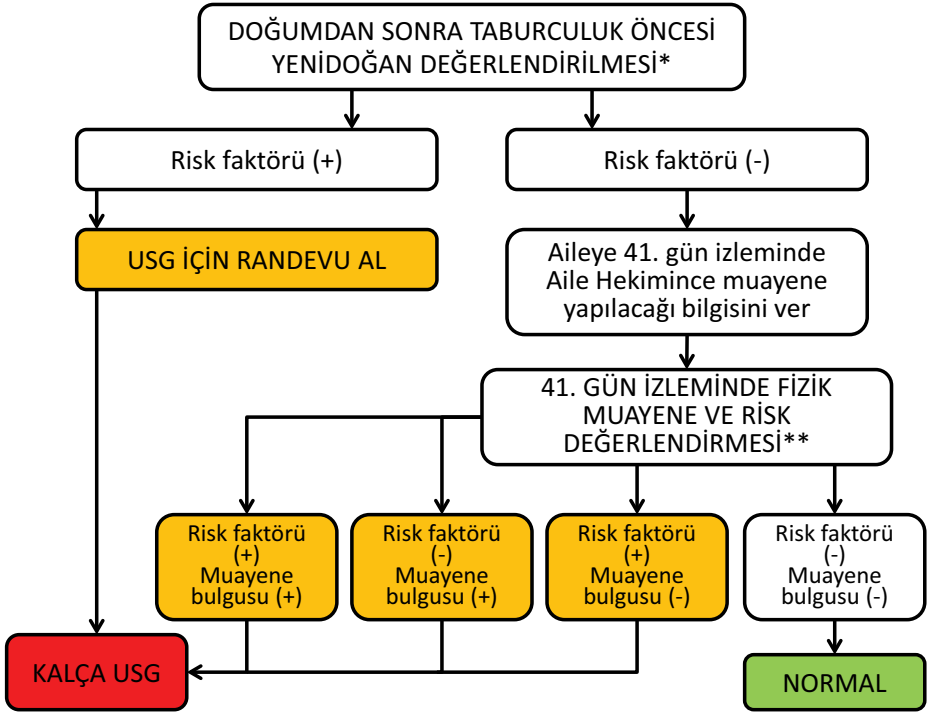 DOĞUMDAN SONRA TABURCULUK ÖNCESİ
YENİDOĞAN DEĞERLENDİRİLMESİ*
Risk faktörü (+)
Risk faktörü (-)
USG İÇİN RANDEVU AL
Aileye 41. gün izleminde
Aile Hekimince muayene
yapılacağı bilgisini ver
41. GÜN İZLEMİNDE FİZİK
MUAYENE VE RİSK
DEĞERLENDİRMESİ**
Risk faktörü
(+)
Muayene
bulgusu (+)
Risk faktörü
(-)
Muayene
bulgusu (+)
Risk faktörü
(+)
Muayene
bulgusu (-)
Risk faktörü
(-)
Muayene
bulgusu (-)
KALÇA USG
NORMAL